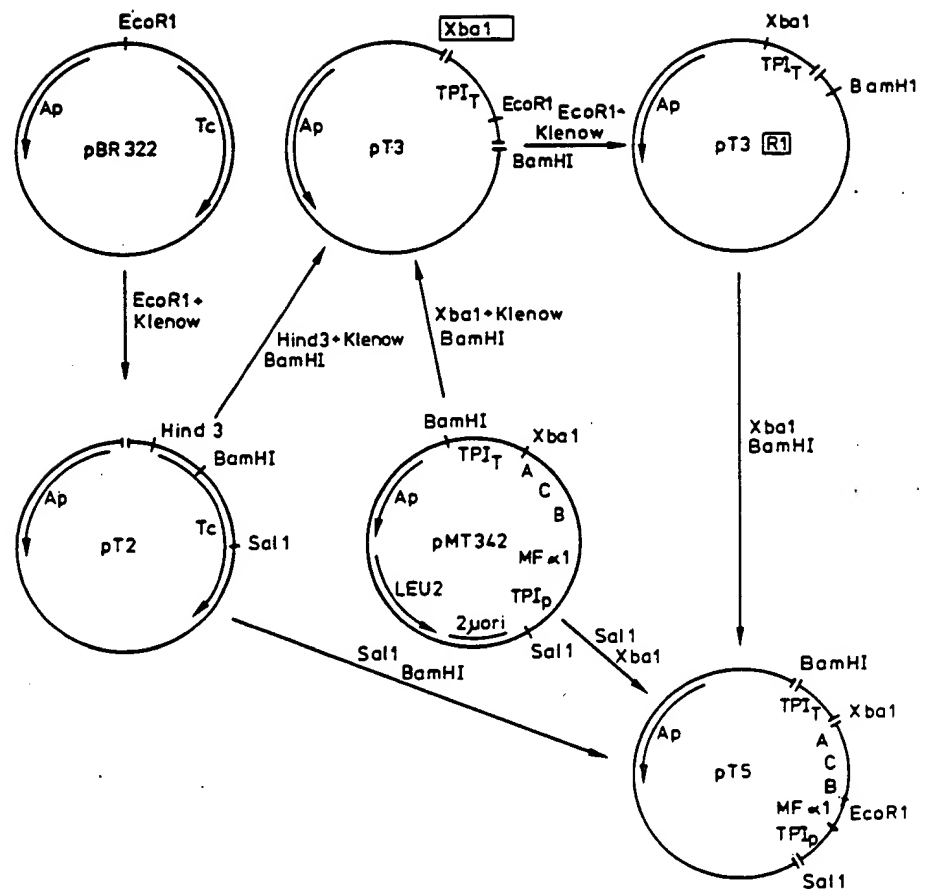 EcoR1
Ap
Tc
pBR322
Xba1
TPIT
EcoR1
BamHI
Ap
pT3
EcoR1+
Klenow
Xba1
TPIT
BamH1
Ap
pT3 R1
EcoR1+
Klenow
Hind3+Klenow
BamHI
Xba1+Klenow
BamHI
Xba1
BamHI
Hind 3
BamHI
Ap
Tc
pT2
Sal1
BamHI
TPIT
Xba1
A
C
B
Ap
pMT342
MFα1
LEU2
TPIp
2μori
Sal1
Sal1
BamHI
Sal1
Xba1
BamHI
TPIT
Xba1
Ap
A
C
B
pT5
EcoR1
MFα1
TPIp
Sal1